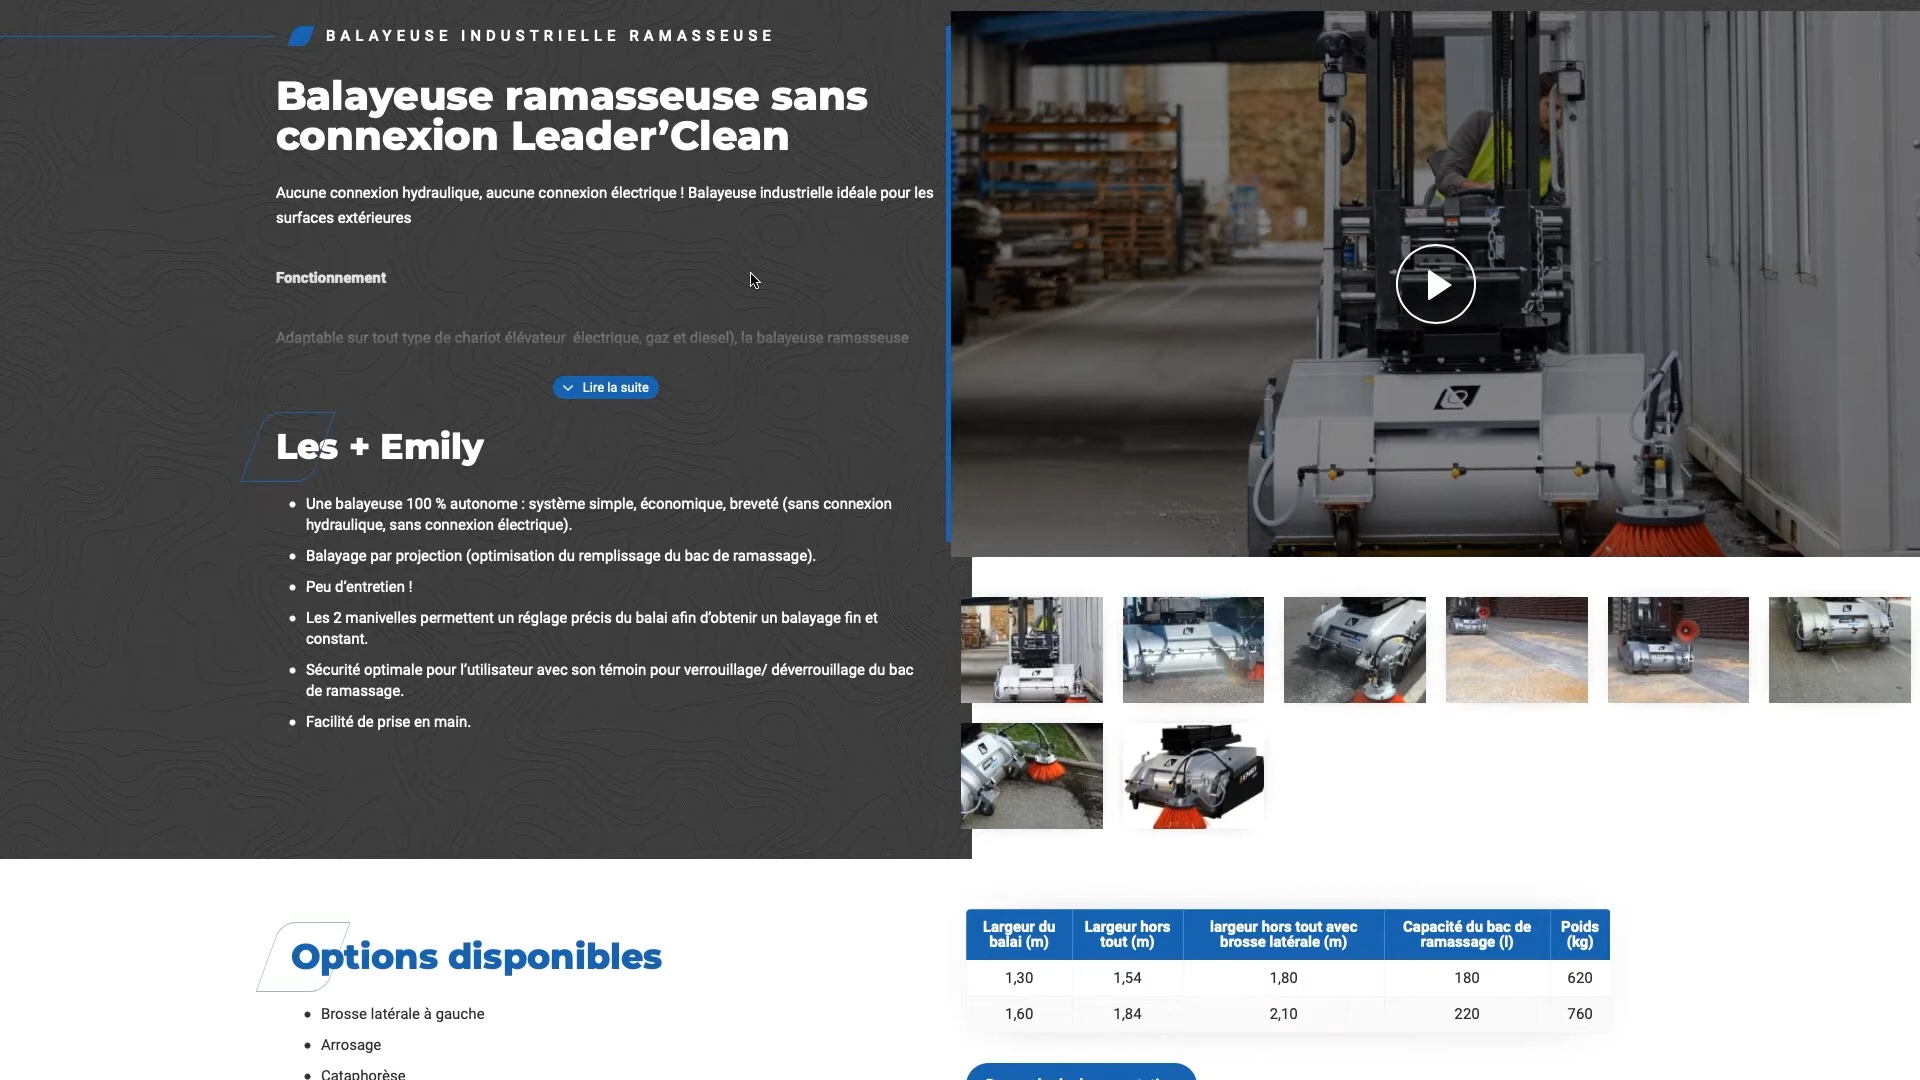 BALAYEUSE INDUSTRIELLE RAMASSEUSE
Balayeuse ramasseuse sans
connexion Leader’Clean
Aucune connexion hydraulique, aucune connexion électrique ! Balayeuse industrielle idéale pour les
surfaces extérieures
Fonctionnement
Adaptable sur tout type de chariot élévateur  électrique, gaz et diesel), la balayeuse ramasseuse
Lire la suite
Les + Emily
Une balayeuse 100 % autonome : système simple, économique, breveté (sans connexion
hydraulique, sans connexion électrique).
Balayage par projection (optimisation du remplissage du bac de ramassage).
Peu d’entretien !
Les 2 manivelles permettent un réglage précis du balai afin d’obtenir un balayage fin et
constant.
Sécurité optimale pour l’utilisateur avec son témoin pour verrouillage/ déverrouillage du bac
de ramassage.
Facilité de prise en main.
Options disponibles
Brosse latérale à gauche
Arrosage
Cataphorèse
Largeur du balai (m) Largeur hors tout (m) largeur hors tout avec brosse latérale (m) Capacité du bac de ramassage (l) Poids (kg)
1,30 1,54 1,80 180 620
1,60 1,84 2,10 220 760